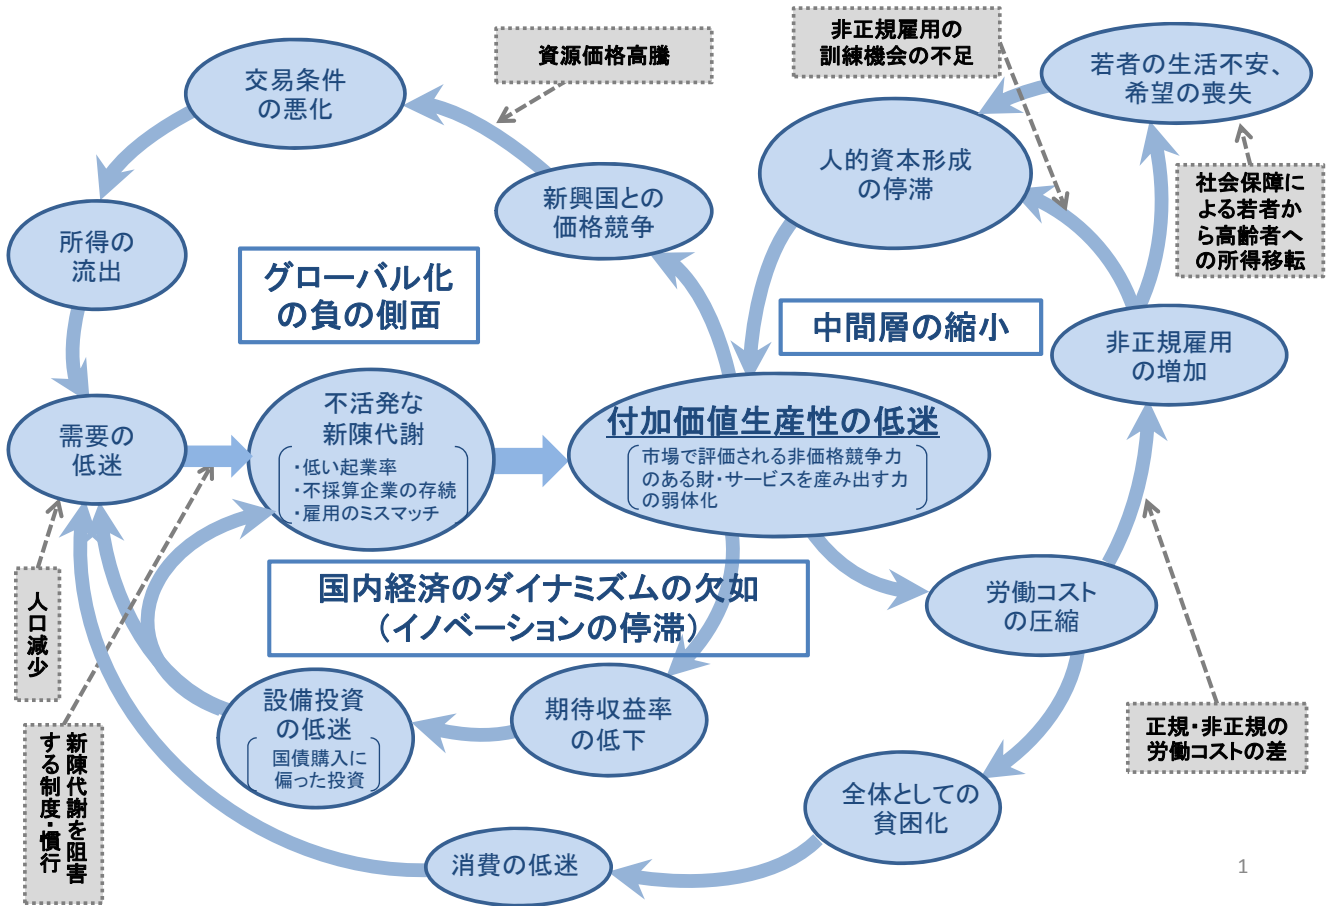 資源価格高騰
非正規雇用の
訓練機会の不足
若者の生活不安、
希望の喪失
交易条件
の悪化
人的資本形成
の停滞
社会保障に
よる若者か
ら高齢者へ
の所得移転
新興国との
価格競争
所得の
流出
グローバル化
の負の側面
中間層の縮小
非正規雇用
の増加
需要の
低迷
不活発な
新陳代謝
・低い起業率
・不採算企業の存続
・雇用のミスマッチ
付加価値生産性の低迷
市場で評価される非価格競争力
のある財・サービスを産み出す力
の弱体化
国内経済のダイナミズムの欠如
（イノベーションの停滞）
労働コスト
の圧縮
人口減少
設備投資
の低迷
国債購入に
偏った投資
期待収益率
の低下
正規・非正規の
労働コストの差
新陳代謝を阻害
する制度・慣行
全体としての
貧困化
消費の低迷
1